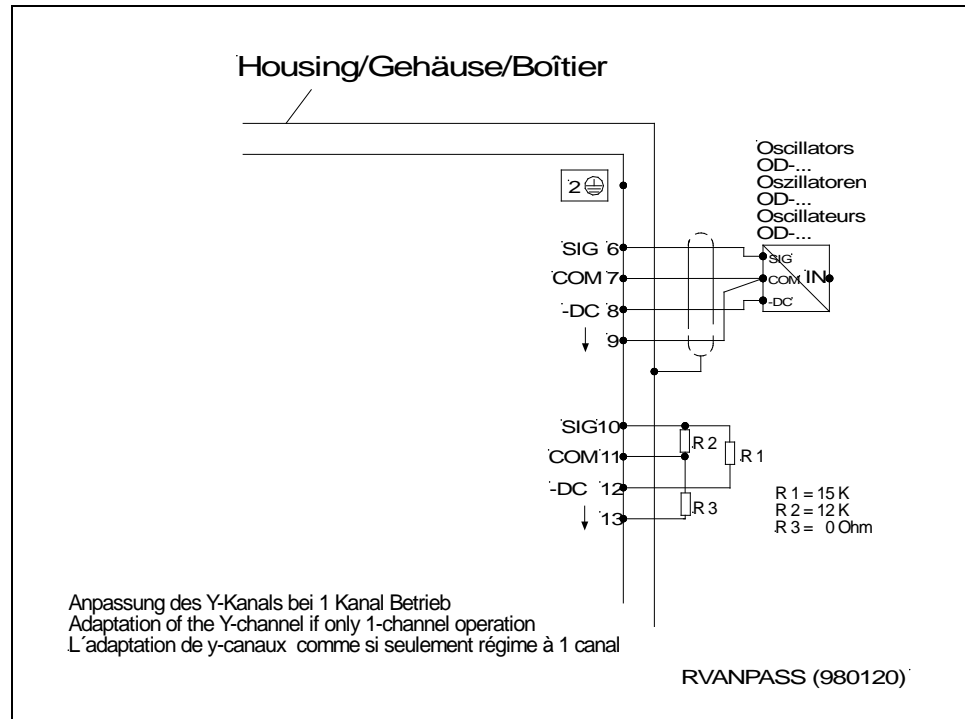 Housing/Gehäuse/Boîtier
Oscillators
OD-...
Oszillatoren
OD-...
Oscillateurs
OD-...
2
SIG 6
COM 7
-DC 8
9
SIG
COM IN
-DC
SIG10
COM11
-DC 12
13
R 2
R 1
R 3
R 1 = 15 K
R 2 = 12 K
R 3 = 0 Ohm
Anpassung des Y-Kanals bei 1 Kanal Betrieb
Adaptation of the Y-channel if only 1-channel operation
L´adaptation de y-canaux comme si seulement régime à 1 canal
RVANPASS (980120)